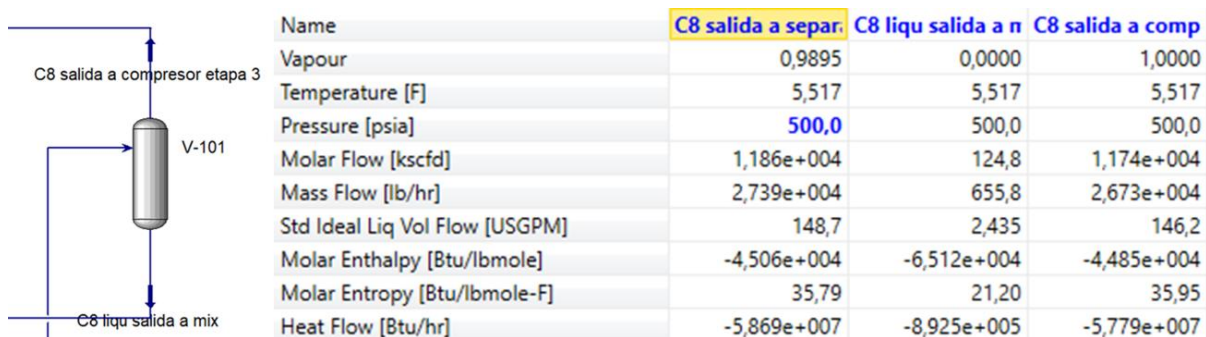 C8 salida a compresor etapa 3
V-101
C8 liqu salida a mix
Name C8 salida a separ. C8 liqu salida a n C8 salida a comp
Vapour 0,9895 0,0000 1,0000
Temperature [F] 5,517 5,517 5,517
Pressure [psia] 500,0 500,0 500,0
Molar Flow [kscfd] 1,186e+004 124,8 1,174e+004
Mass Flow [lb/hr] 2,739e+004 655,8 2,673e+004
Std Ideal Liq Vol Flow [USGPM] 148,7 2,435 146,2
Molar Enthalpy [Btu/lbmole] -4,506e+004 -6,512e+004 -4,485e+004
Molar Entropy [Btu/lbmole-F] 35,79 21,20 35,95
Heat Flow [Btu/hr] -5,869e+007 -8,925e+005 -5,779e+007